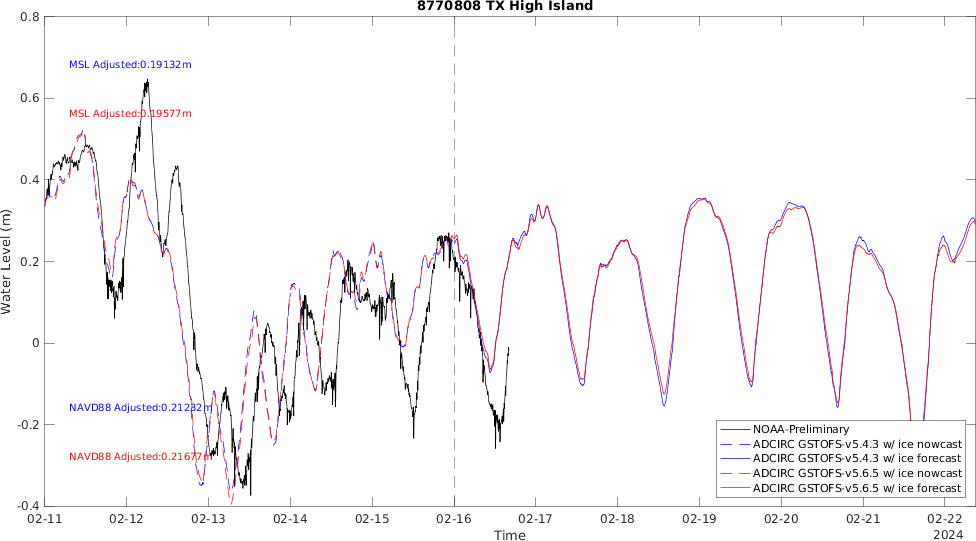 8770808 TX High Island
0.8
0.6
0.4
0.2
0
-0.2
-0.4
Water Level (m)
MSL Adjusted:0.19132m
MSL Adjusted:0.19577m
NAVD88 Adjusted:0.21232m
NAVD88 Adjusted:0.21677m
NOAA-Preliminary
ADCIRC GSTOFS-v5.4.3 w/ ice nowcast
ADCIRC GSTOFS-v5.4.3 w/ ice forecast
ADCIRC GSTOFS-v5.6.5 w/ ice nowcast
ADCIRC GSTOFS-v5.6.5 w/ ice forecast
02-11 02-12 02-13 02-14 02-15 02-16 02-17 02-18 02-19 02-20 02-21 02-22
Time
2024